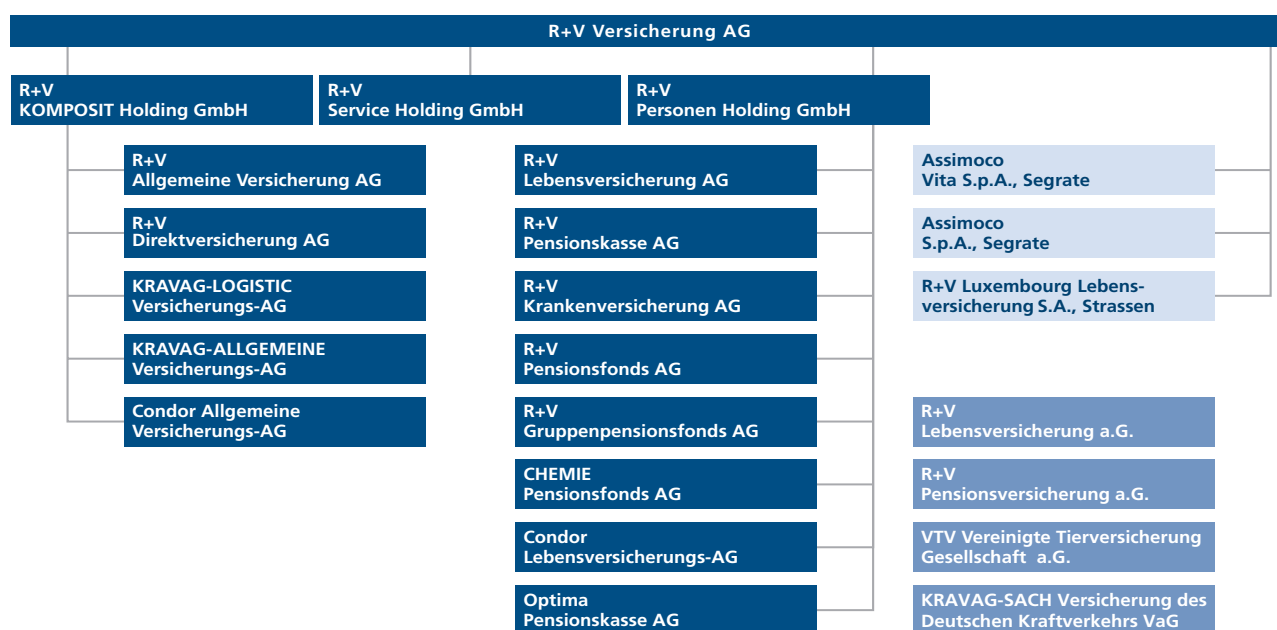 R+V Versicherung AG
R+V
KOMPOSIT Holding GmbH
R+V
Service Holding GmbH
R+V
Personen Holding GmbH
R+V
Allgemeine Versicherung AG
R+V
Direktversicherung AG
KRAVAG-LOGISTIC
Versicherungs-AG
KRAVAG-ALLGEMEINE
Versicherungs-AG
Condor Allgemeine
Versicherungs-AG
R+V
Lebensversicherung AG
R+V
Pensionskasse AG
R+V
Krankenversicherung AG
R+V
Pensionsfonds AG
R+V
Gruppenpensionsfonds AG
CHEMIE
Pensionsfonds AG
Condor
Lebensversicherungs-AG
Optima
Pensionskasse AG
Assimoco
Vita S.p.A., Segrate
Assimoco
S.p.A., Segrate
R+V Luxembourg Lebens-
versicherung S.A., Strassen
R+V
Lebensversicherung a.G.
R+V
Pensionsversicherung a.G.
VTV Vereinigte Tierversicherung
Gesellschaft a.G.
KRAVAG-SACH Versicherung des
Deutschen Kraftverkehrs VaG